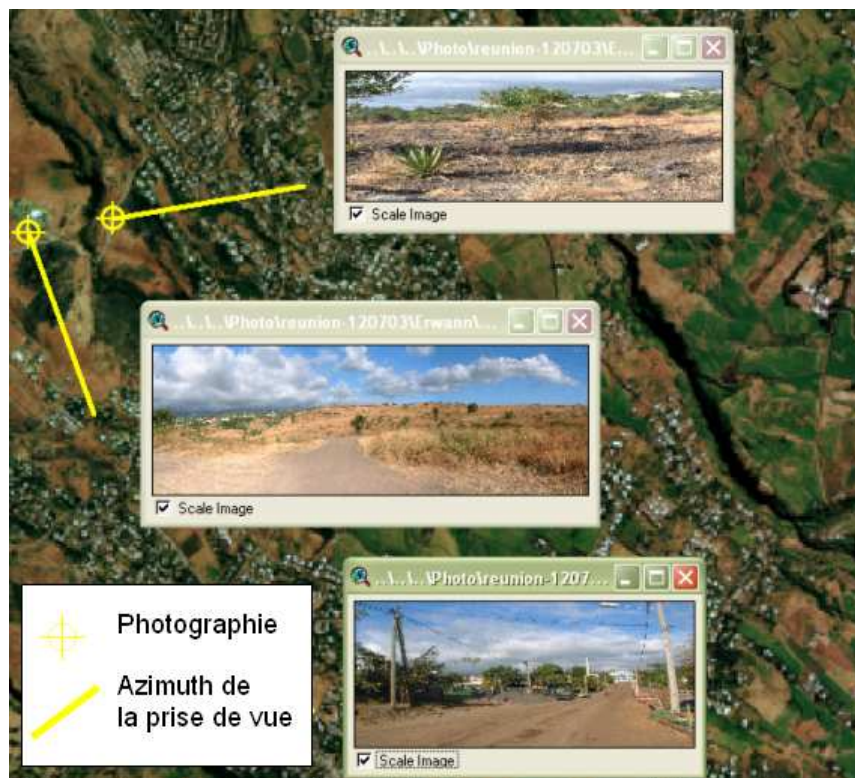 ..\..\..\Photo\reunion-120703\E...
Scale Image
..\..\..\Photo\reunion-120703\Erwann\...
Scale Image
..\..\..\Photo\reunion-1207...
Scale Image
Photographie
Azimuth de
la prise de vue